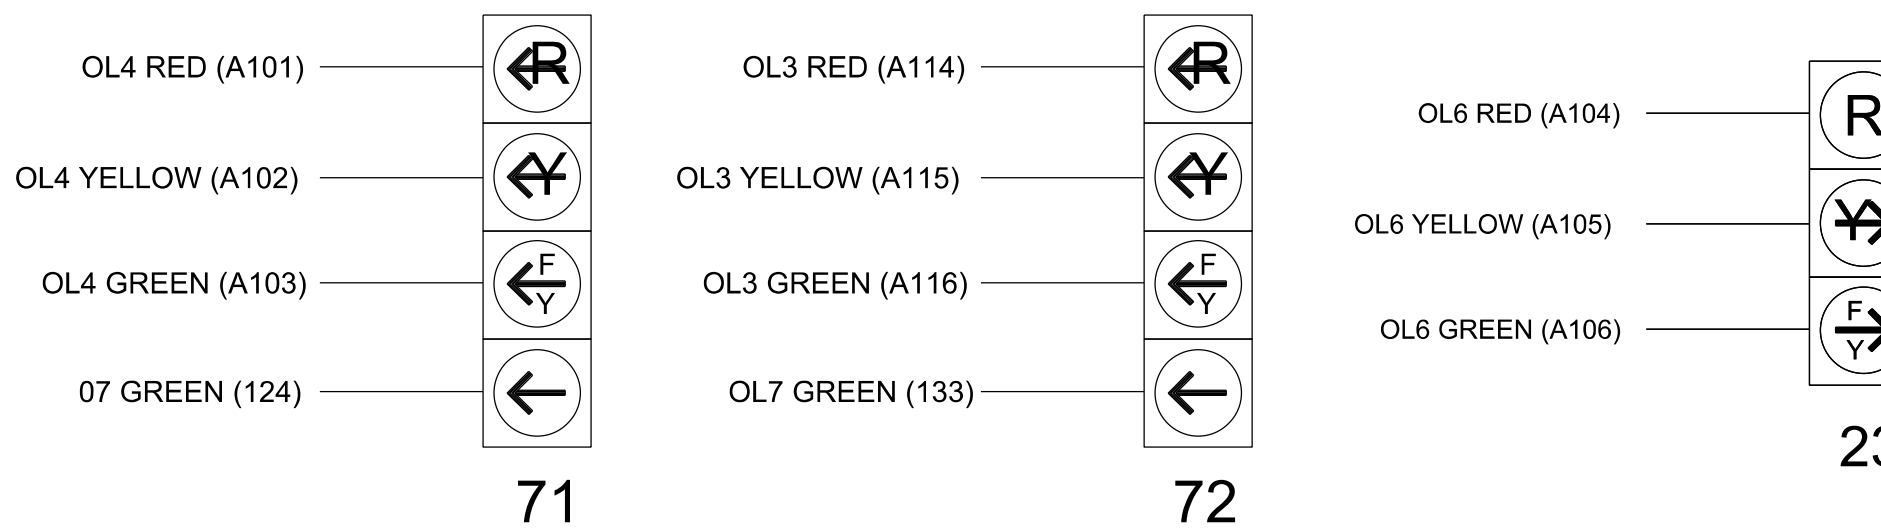 OL4 RED (A101)
R
OL4 YELLOW (A102)
Y
OL4 GREEN (A103)
F
Y
07 GREEN (124)
71
OL3 RED (A114)
R
OL3 YELLOW (A115)
Y
OL3 GREEN (A116)
F
Y
OL7 GREEN (133)
72
OL6 RED (A104)
R
OL6 YELLOW (A105)
Y
OL6 GREEN (A106)
F
Y